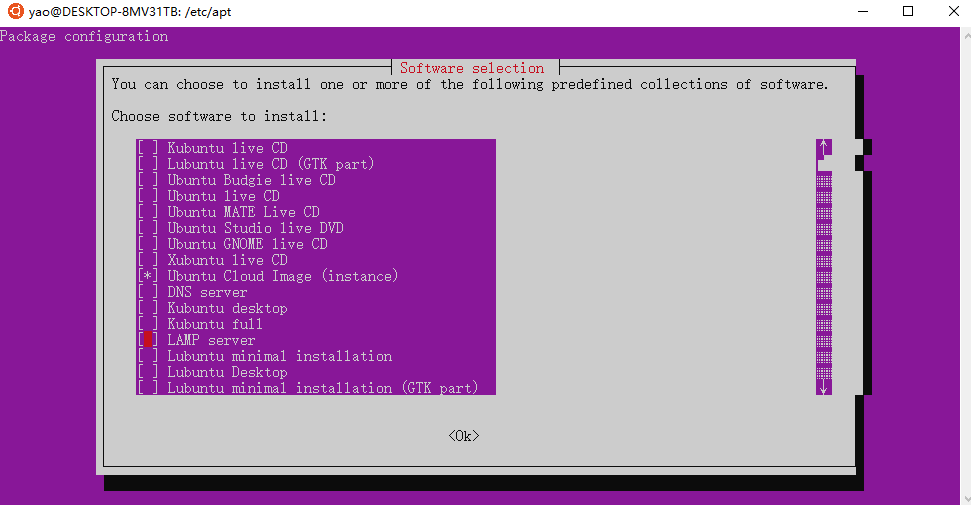 yao@DESKTOP-8MV31TB: /etc/apt
Package configuration
Software selection
You can choose to install one or more of the following predefined collections of software.
Choose software to install:
[ ] Kubuntu live CD
[ ] Lubuntu live CD (GTK part)
[ ] Ubuntu Budgie live CD
[ ] Ubuntu live CD
[ ] Ubuntu MATE Live CD
[ ] Ubuntu Studio live DVD
[ ] Ubuntu GNOME live CD
[ ] Xubuntu live CD
[*] Ubuntu Cloud Image (instance)
[ ] DNS server
[ ] Kubuntu desktop
[ ] Kubuntu full
[ ] LAMP server
[ ] Lubuntu minimal installation
[ ] Lubuntu Desktop
[ ] Lubuntu minimal installation (GTK part)
<Ok>